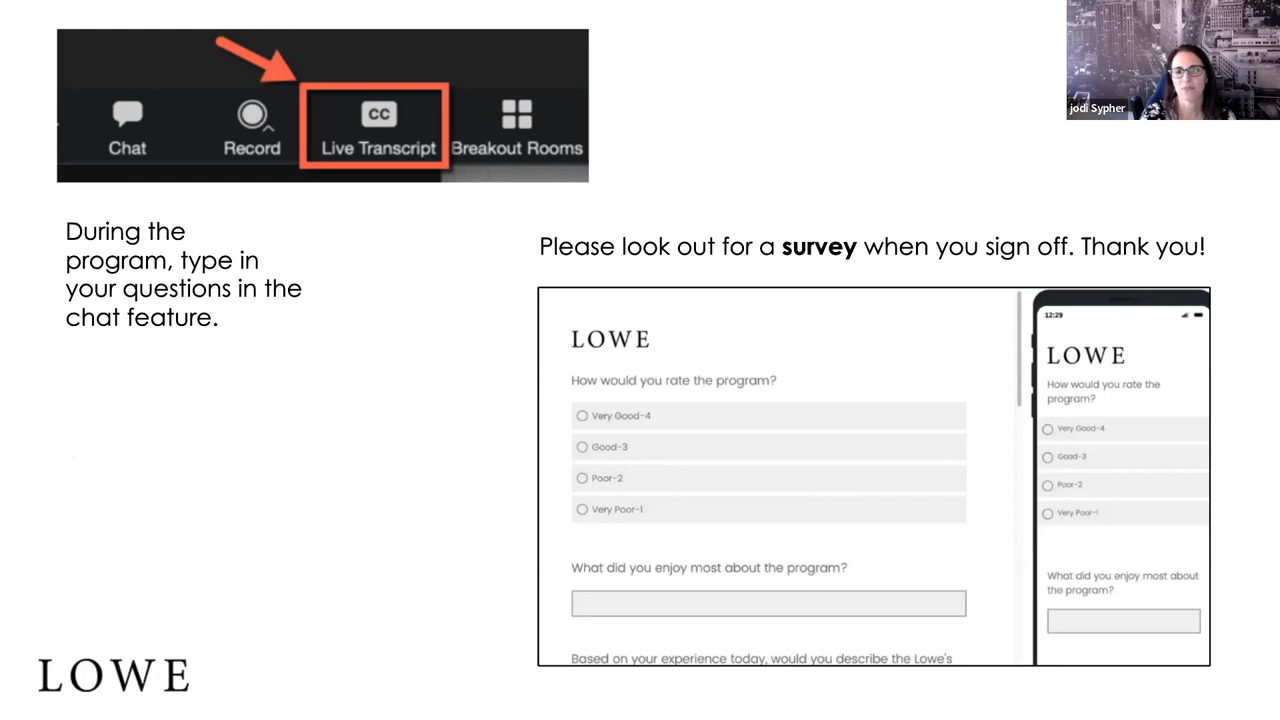 Chat
Record
CC
Live Transcript
Breakout Rooms
jodi Sypher
During the
program, type in
your questions in the
chat feature.
Please look out for a survey when you sign off. Thank you!
LOWE
How would you rate the program?
Very Good-4
Good-3
Poor-2
Very Poor-1
What did you enjoy most about the program?
Based on your experience today, would you describe the Lowe's
12:29
LOWE
How would you rate the
program?
Very Good-4
Good-3
Poor-2
Very Poor-1
What did you enjoy most about
the program?
LOWE